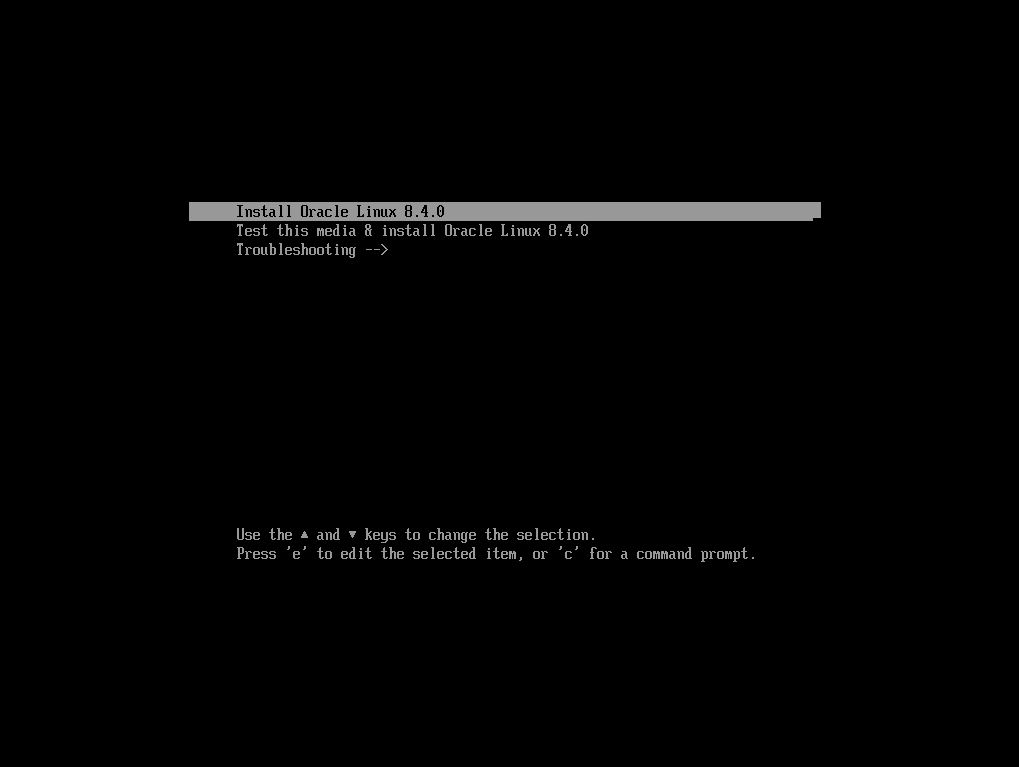 Install Oracle Linux 8.4.0
Test this media & install Oracle Linux 8.4.0
Troubleshooting -->
Use the ▲ and ▼ keys to change the selection.
Press 'e' to edit the selected item, or 'c' for a command prompt.